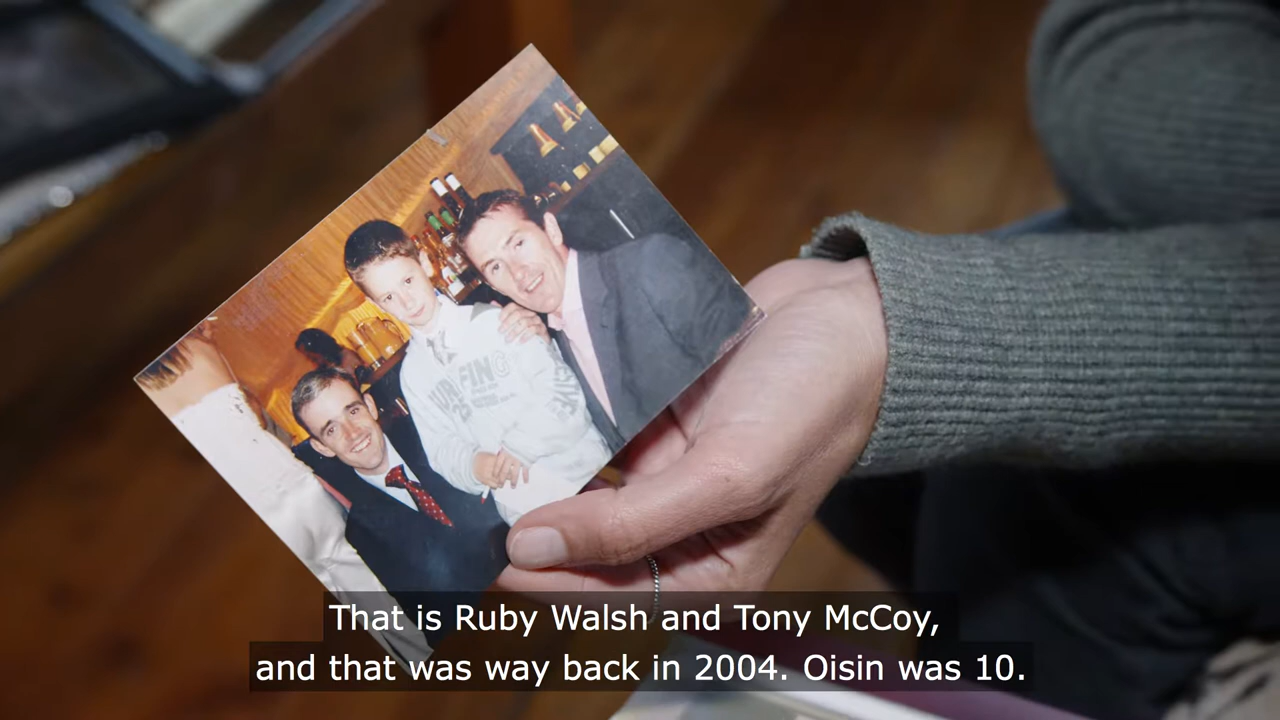 That is Ruby Walsh and Tony McCoy,
and that was way back in 2004. Oisin was 10.